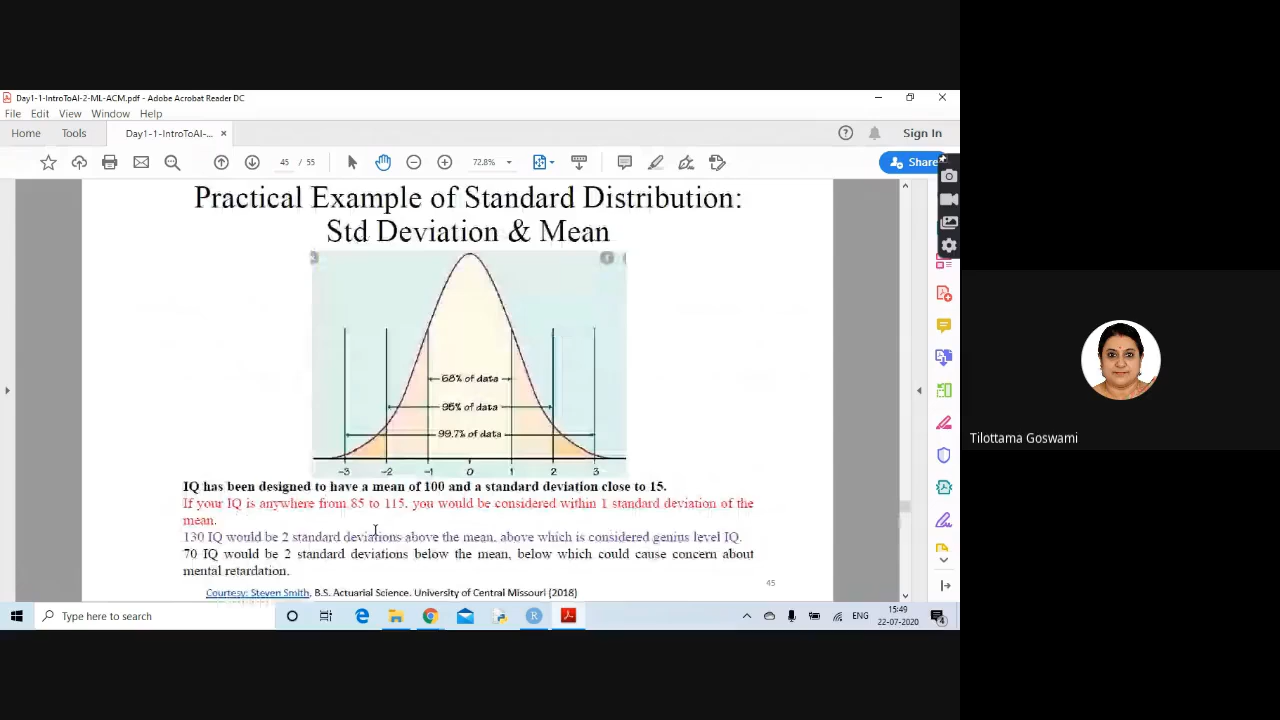 Day1-1-IntroToAI-2-ML-ACM.pdf - Adobe Acrobat Reader DC
File Edit View Window Help
Home Tools Day1-1-IntroToAI-... × Sign In
45 / 55 72.8% Share
Practical Example of Standard Distribution:
Std Deviation & Mean
68% of data
95% of data
99.7% of data
-3 -2 -1 0 1 2 3
IQ has been designed to have a mean of 100 and a standard deviation close to 15.
If your IQ is anywhere from 85 to 115, you would be considered within 1 standard deviation of the
mean.
130 IQ would be 2 standard deviations above the mean, above which is considered genius level IQ.
70 IQ would be 2 standard deviations below the mean, below which could cause concern about
mental retardation.
45
Courtesy: Steven Smith, B.S. Actuarial Science, University of Central Missouri (2018)
Tilottama Goswami
Type here to search
ENG
15:49
22-07-2020
4